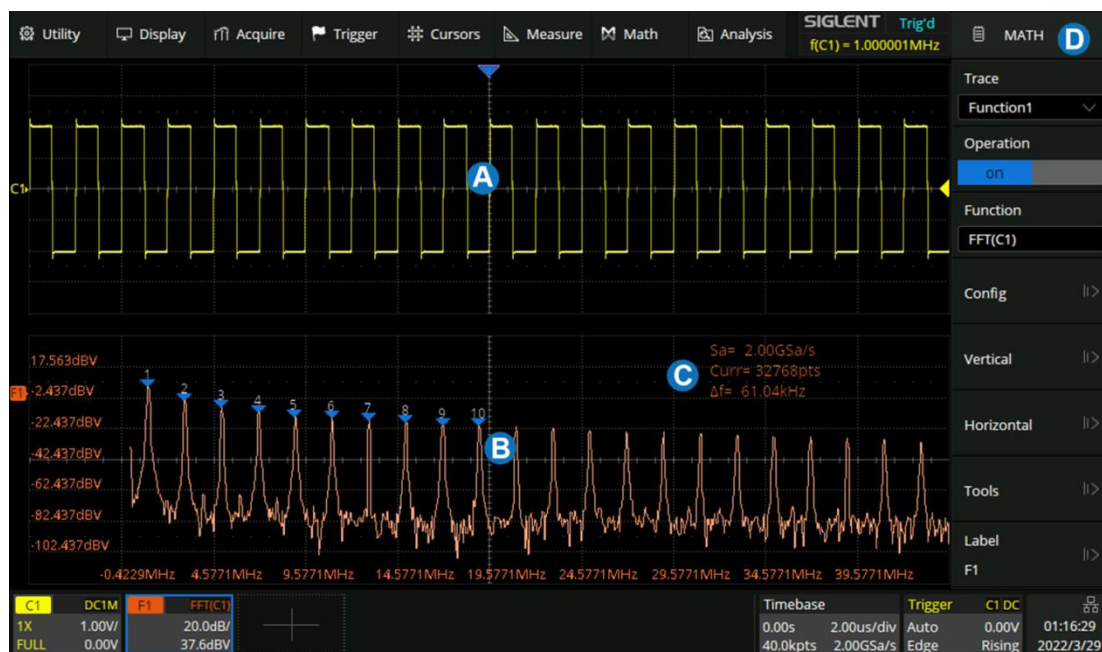 Utility Display Acquire Trigger Cursors Measure Math Analysis
SIGLENT Trig'd
f(C1) = 1.000001MHz
MATH D
Trace
Function1
Operation
on
Function
FFT(C1)
Config
Vertical
Horizontal
Tools
Label
F1
A
C1
Sa= 2.00GSa/s
Curr= 32768pts
Δf= 61.04kHz
C
17.563dBV
F1 -2.437dBV
-22.437dBV
-42.437dBV
-62.437dBV
-82.437dBV
-102.437dBV
1 2 3 4 5 6 7 8 9 10
B
-0.4229MHz 4.5771MHz 9.5771MHz 14.5771MHz 19.5771MHz 24.5771MHz 29.5771MHz 34.5771MHz 39.5771MHz
C1 DC1M
1X 1.00V/
FULL 0.00V
F1 FFT(C1)
20.0dB/
37.6dBV
Timebase
0.00s 2.00us/div
40.0kpts 2.00GSa/s
Trigger C1 DC
Auto 0.00V
Edge Rising
01:16:29
2022/3/29